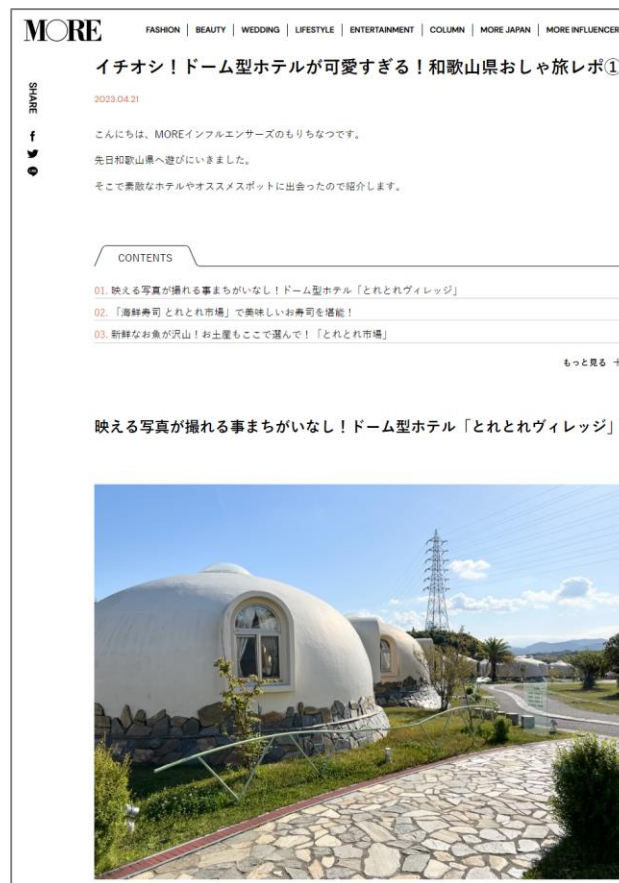 MORE
FASHION | BEAUTY | WEDDING | LIFESTYLE | ENTERTAINMENT | COLUMN | MORE JAPAN | MORE INFLUENCER
イチオシ！ドーム型ホテルが可愛すぎる！和歌山県おしゃ旅レポ①
SHARE
2023.04.21
こんにちは、MOREインフルエンサーズのもりちなつです。
先日和歌山県へ遊びにいきました。
そこで素敵なホテルやオススメスポットに出会ったので紹介します。
CONTENTS
01. 映える写真が撮れる事まちがいなし！ドーム型ホテル「とれとれヴィレッジ」
02. 「海鮮寿司 とれとれ市場」で美味しいお寿司を堪能！
03. 新鮮なお魚が沢山！お土産もここで選んで！「とれとれ市場」
もっと見る ＋
映える写真が撮れる事まちがいなし！ドーム型ホテル「とれとれヴィレッジ」